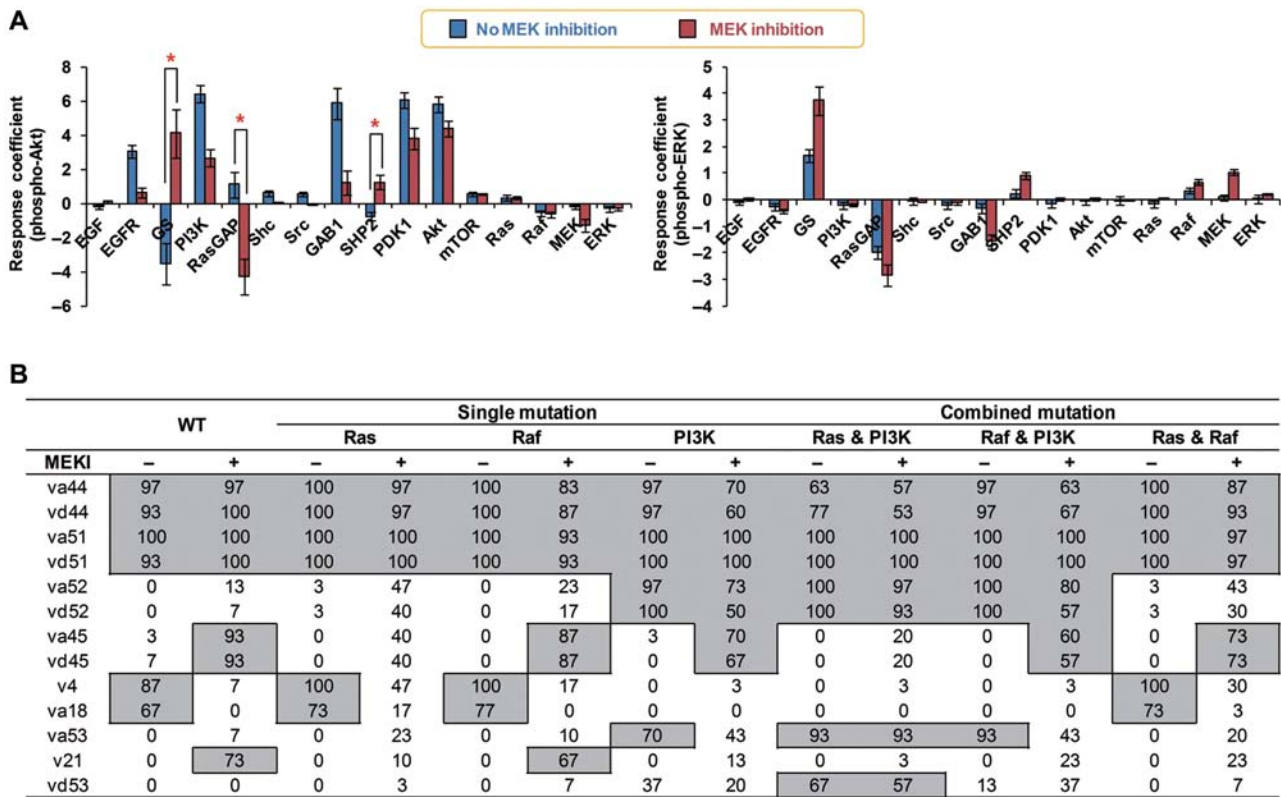 A
No MEK inhibition
MEK inhibition
Response coefficient
(phospho-Akt)
8
6
4
2
0
–2
–4
–6
*
*
*
EGF
EGFR
GS
PI3K
RasGAP
Shc
Src
GAB1
SHP2
PDK1
Akt
mTOR
Ras
Raf
MEK
ERK
Response coefficient
(phospho-ERK)
5
4
3
2
1
0
–1
–2
–3
–4
EGF
EGFR
GS
PI3K
RasGAP
Shc
Src
GAB1
SHP2
PDK1
Akt
mTOR
Ras
Raf
MEK
ERK
B
WT Single mutation Combined mutation
Ras Raf PI3K Ras & PI3K Raf & PI3K Ras & Raf
MEKI – + – + – + – + – + – + – +
va44 97 97 100 97 100 83 97 70 63 57 97 63 100 87
vd44 93 100 100 97 100 87 97 60 77 53 97 67 100 93
va51 100 100 100 100 100 93 100 100 100 100 100 100 100 97
vd51 93 100 100 100 100 93 100 100 100 100 100 100 100 97
va52 0 13 3 47 0 23 97 73 100 97 100 80 3 43
vd52 0 7 3 40 0 17 100 50 100 93 100 57 3 30
va45 3 93 0 40 0 87 3 70 0 20 0 60 0 73
vd45 7 93 0 40 0 87 0 67 0 20 0 57 0 73
v4 87 7 100 47 100 17 0 3 0 3 0 3 100 30
va18 67 0 73 17 77 0 0 0 0 0 0 0 73 3
va53 0 7 0 23 0 10 70 43 93 93 93 43 0 20
v21 0 73 0 10 0 67 0 13 0 3 0 23 0 23
vd53 0 0 0 3 0 7 37 20 67 57 13 37 0 7